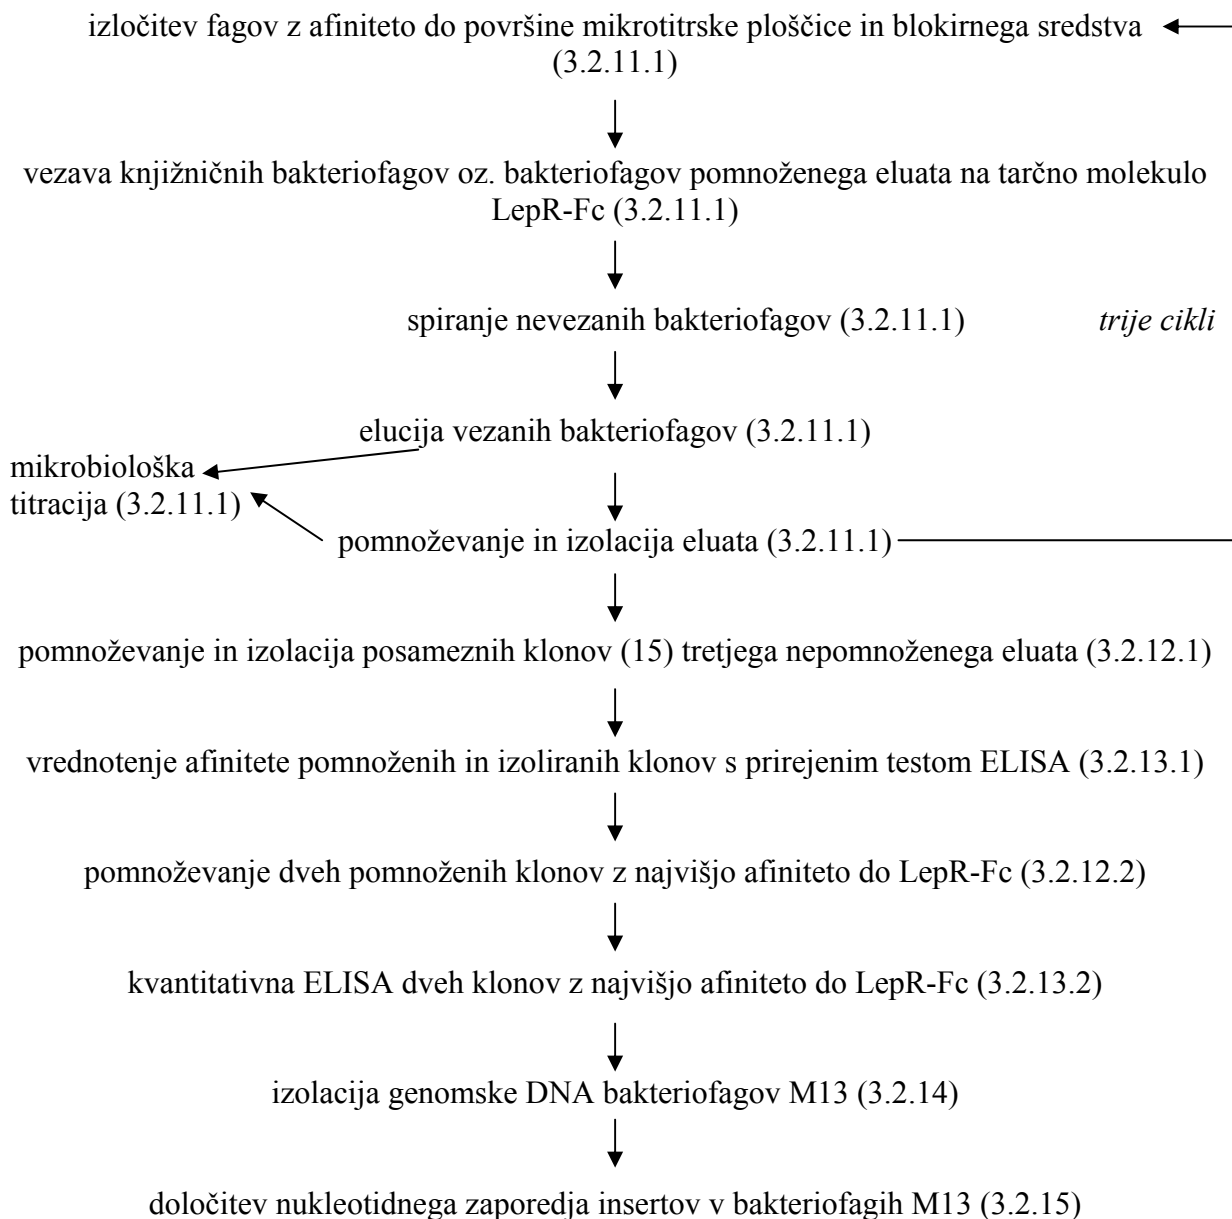 izločitev fagov z afiniteto do površine mikrotitrske ploščice in blokirnega sredstva
(3.2.11.1)
vezava knjižničnih bakteriofagov oz. bakteriofagov pomnoženega eluata na tarčno molekulo
LepR-Fc (3.2.11.1)
spiranje nevezanih bakteriofagov (3.2.11.1)
trije cikli
elucija vezanih bakteriofagov (3.2.11.1)
mikrobiološka
titracija (3.2.11.1)
pomnoževanje in izolacija eluata (3.2.11.1)
pomnoževanje in izolacija posameznih klonov (15) tretjega nepomnoženega eluata (3.2.12.1)
vrednotenje afinitete pomnoženih in izoliranih klonov s prirejenim testom ELISA (3.2.13.1)
pomnoževanje dveh pomnoženih klonov z najvišjo afiniteto do LepR-Fc (3.2.12.2)
kvantitativna ELISA dveh klonov z najvišjo afiniteto do LepR-Fc (3.2.13.2)
izolacija genomske DNA bakteriofagov M13 (3.2.14)
določitev nukleotidnega zaporedja insertov v bakteriofagih M13 (3.2.15)